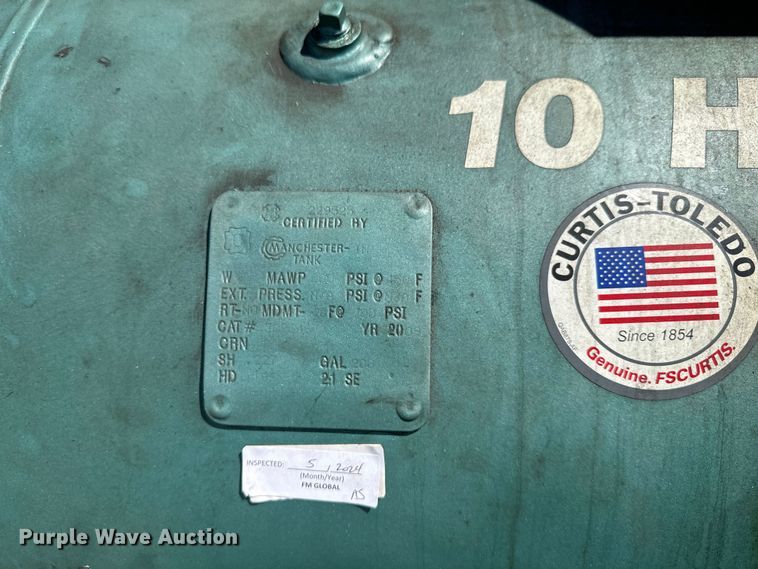 10 H
CERTIFIED BY
MANCHESTER
TANK
W MAWP PSI @ F
EXT. PRESS. PSI @ F
RT- MDMT- F@ PSI
CAT # YR 20
CRN
SH GAL
HD 2:1 SE
CURTIS-TOLEDO
Since 1854
Genuine. FSCURTIS.
INSPECTED: 5, 2024
(Month/Year)
FM GLOBAL
AS
Purple Wave Auction®